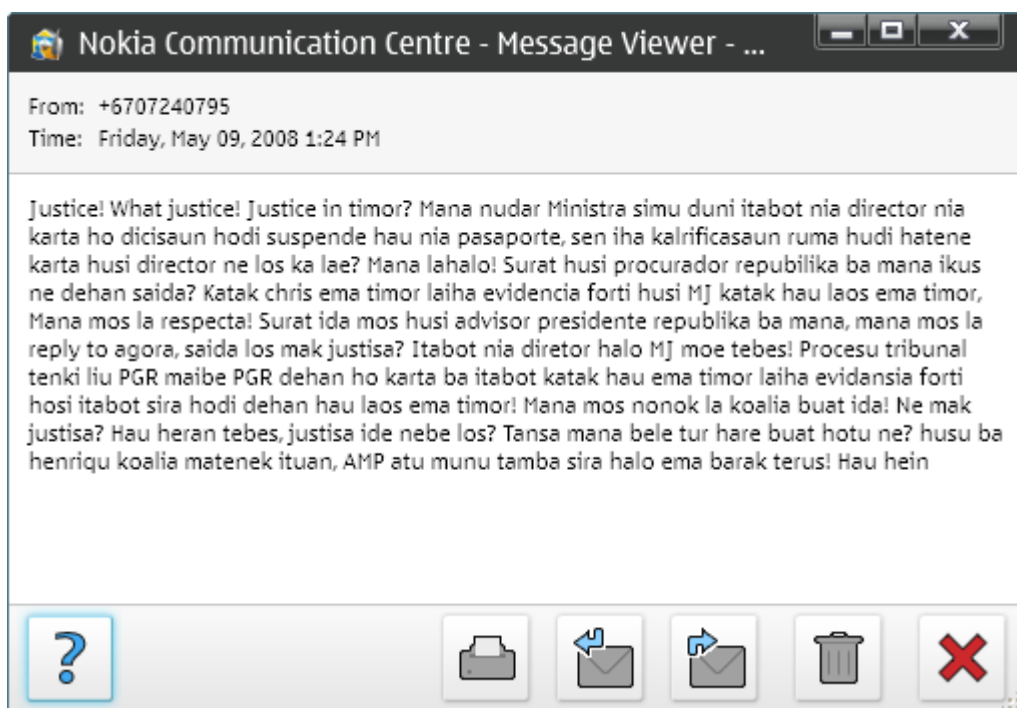 Nokia Communication Centre - Message Viewer - ...
From: +6707240795
Time: Friday, May 09, 2008 1:24 PM
Justice! What justice! Justice in timor? Mana nudar Ministra simu duni itabot nia director nia
karta ho dicisaun hodi suspende hau nia pasaporte, sen iha kalrificasaun ruma hudi hatene
karta husi director ne los ka lae? Mana lahalo! Surat husi procurador repubilika ba mana ikus
ne dehan saida? Katak chris ema timor laiha evidencia forti husi MJ katak hau laos ema timor,
Mana mos la respecta! Surat ida mos husi advisor presidente republika ba mana, mana mos la
reply to agora, saida los mak justisa? Itabot nia diretor halo MJ moe tebes! Procesu tribunal
tenki liu PGR maibe PGR dehan ho karta ba itabot katak hau ema timor laiha evidansia forti
hosi itabot sira hodi dehan hau laos ema timor! Mana mos nonok la koalia buat ida! Ne mak
justisa? Hau heran tebes, justisa ide nebe los? Tansa mana bele tur hare buat hotu ne? husu ba
henriqu koalia matenek ituan, AMP atu munu tamba sira halo ema barak terus! Hau hein